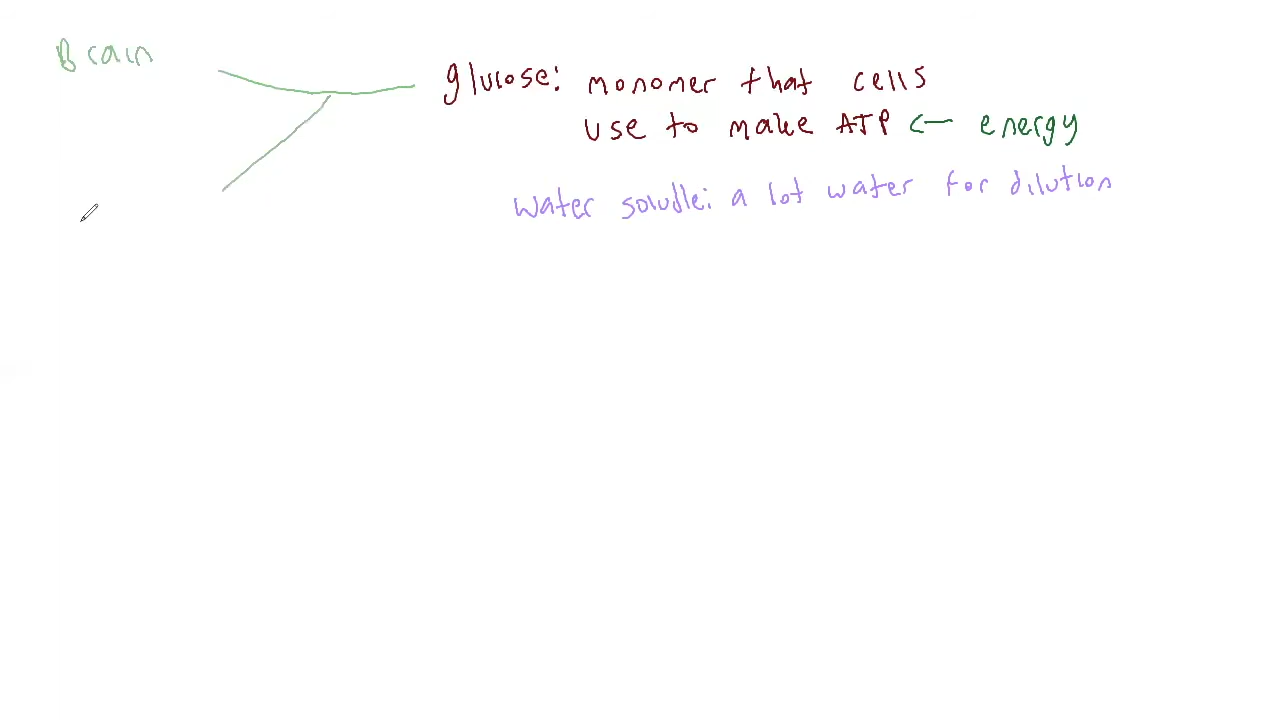 Brain
glucose: monomer that cells
use to make ATP <- energy
water soluble: a lot water for dilution